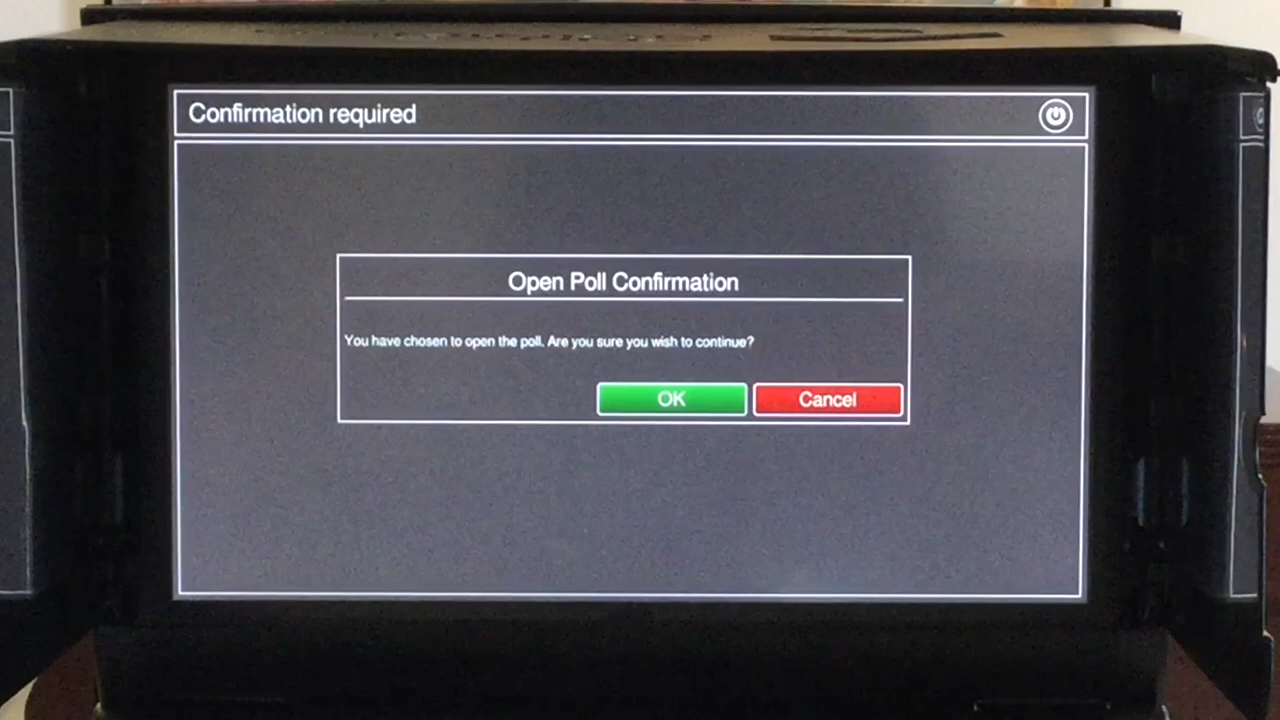 Confirmation required
Open Poll Confirmation
You have chosen to open the poll. Are you sure you wish to continue?
OK
Cancel